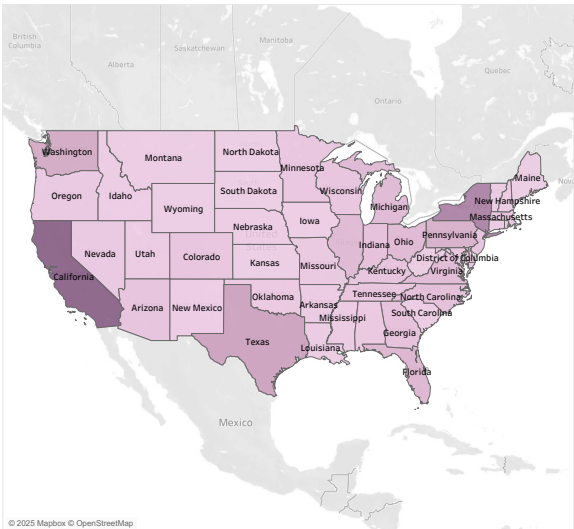 British
Columbia
Alberta
Saskatchewan
Manitoba
Ontario
Quebec
Washington
Montana
North Dakota
Minnesota
Maine
Oregon
Idaho
Wyoming
South Dakota
Wisconsin
Michigan
New Hampshire
Massachusetts
Nevada
Utah
Colorado
Nebraska
Iowa
United
States
Kansas
Missouri
Indiana
Ohio
Pennsylvania
District of Columbia
Virginia
Kentucky
California
Arizona
New Mexico
Oklahoma
Arkansas
Tennessee
North Carolina
South Carolina
Mississippi
Georgia
Texas
Louisiana
Florida
Mexico
© 2025 Mapbox © OpenStreetMap